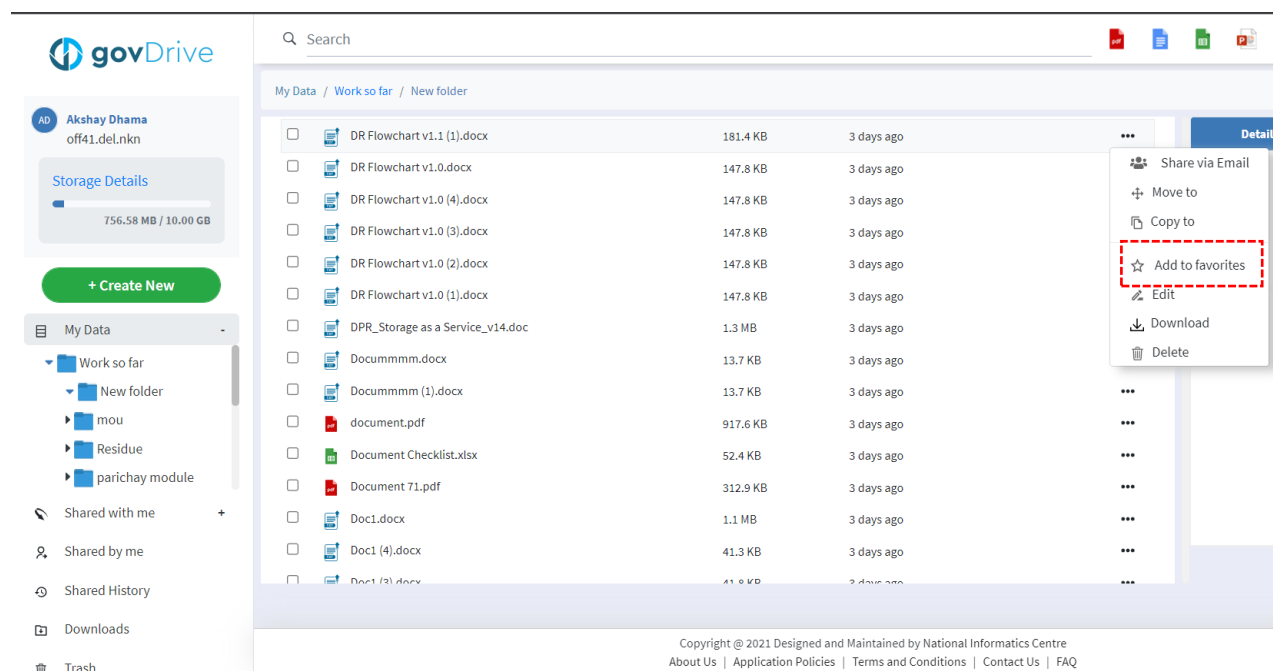 govDrive
Search
AD
Akshay Dhama
off41.del.nkn
Storage Details
756.58 MB / 10.00 GB
+ Create New
My Data -
Work so far
New folder
mou
Residue
parichay module
Shared with me +
Shared by me
Shared History
Downloads
Trash
My Data / Work so far / New folder
DR Flowchart v1.1 (1).docx 181.4 KB 3 days ago
DR Flowchart v1.0.docx 147.8 KB 3 days ago
DR Flowchart v1.0 (4).docx 147.8 KB 3 days ago
DR Flowchart v1.0 (3).docx 147.8 KB 3 days ago
DR Flowchart v1.0 (2).docx 147.8 KB 3 days ago
DR Flowchart v1.0 (1).docx 147.8 KB 3 days ago
DPR_Storage as a Service_v14.doc 1.3 MB 3 days ago
Docummmm.docx 13.7 KB 3 days ago
Docummmm (1).docx 13.7 KB 3 days ago
document.pdf 917.6 KB 3 days ago
Document Checklist.xlsx 52.4 KB 3 days ago
Document 71.pdf 312.9 KB 3 days ago
Doc1.docx 1.1 MB 3 days ago
Doc1 (4).docx 41.3 KB 3 days ago
Doc1 (3).docx 41.8 KB 3 days ago
Detail
Share via Email
Move to
Copy to
Add to favorites
Edit
Download
Delete
Copyright @ 2021 Designed and Maintained by National Informatics Centre
About Us | Application Policies | Terms and Conditions | Contact Us | FAQ